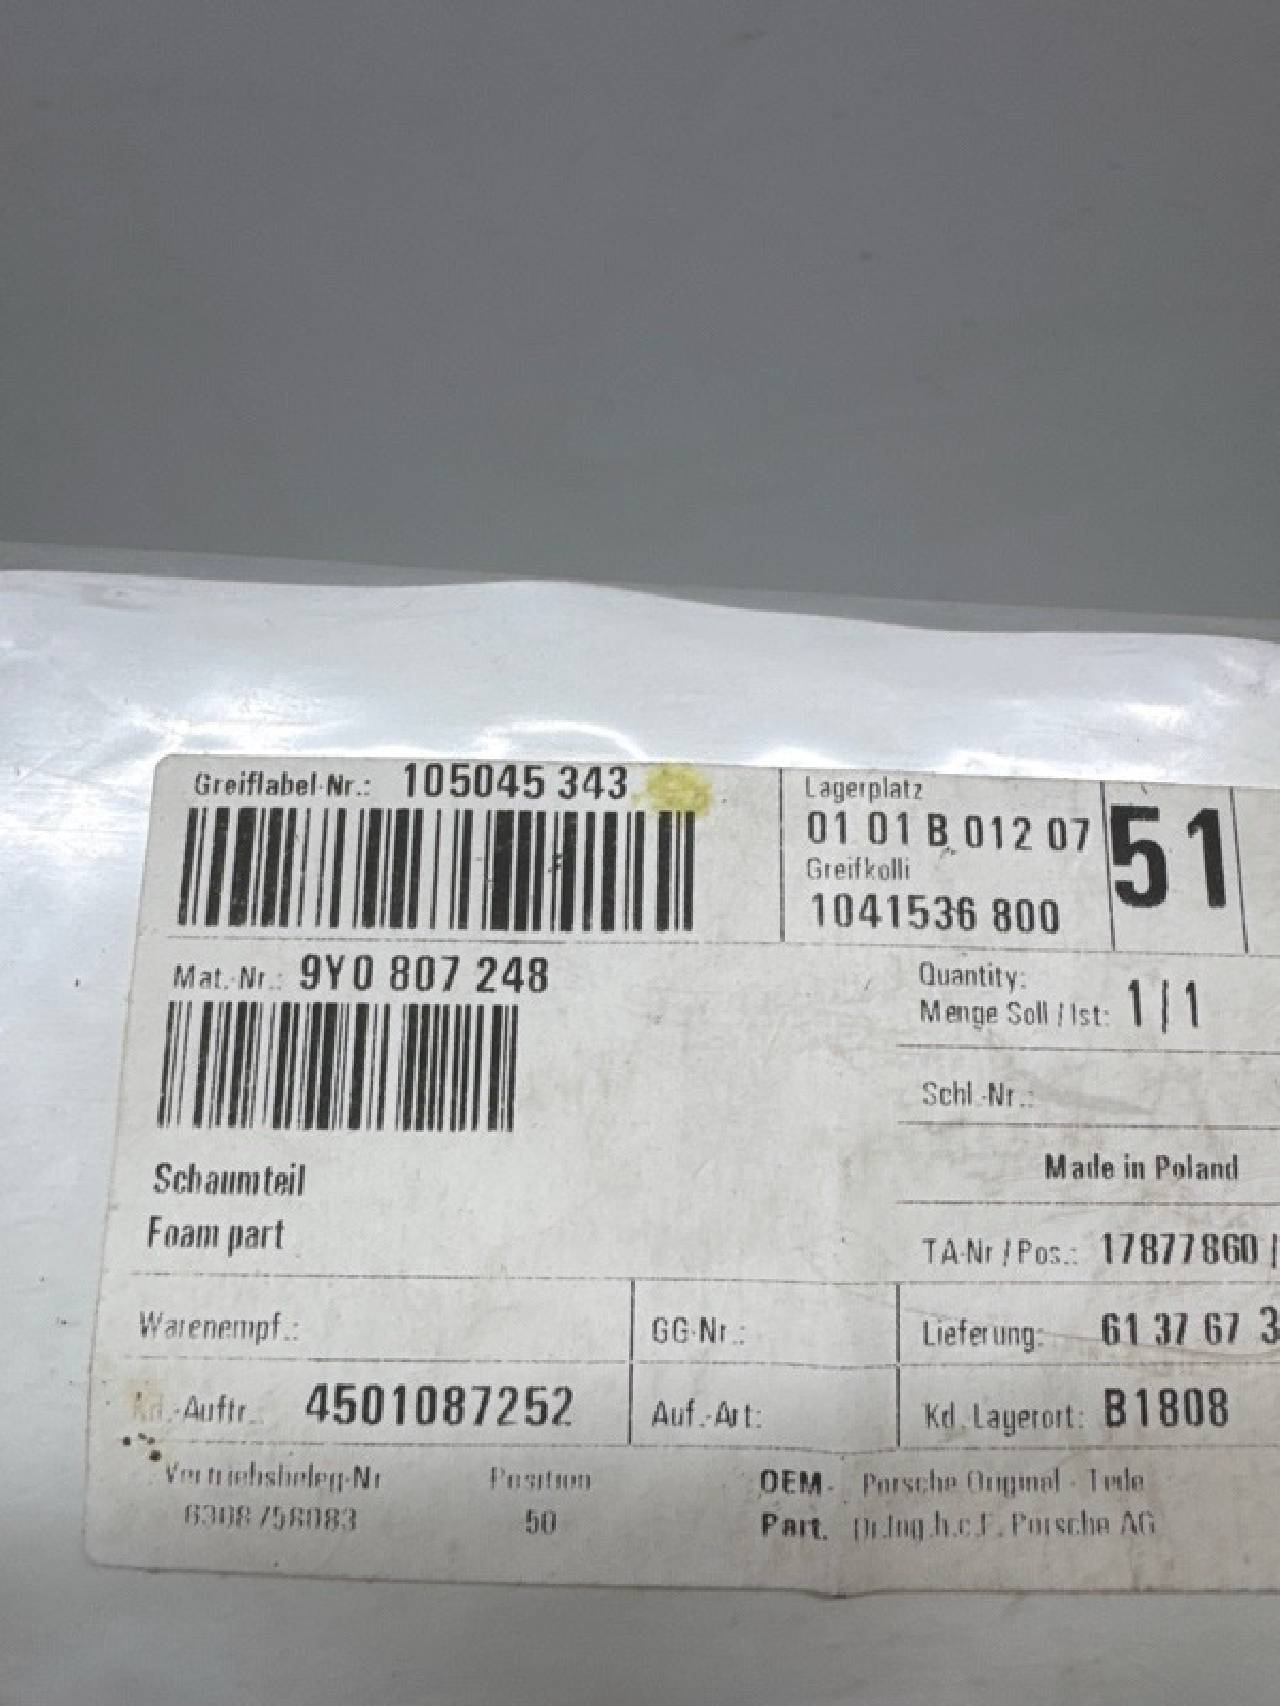 Greiflabel-Nr.: 105045 343
Lagerplatz
01 01 B 012 07
51
Greifkolli
1041536 800
Mat.-Nr.: 9Y0 807 248
Quantity:
Menge Soll / Ist: 1 / 1
Schl.-Nr.:
Schaumteil
Made in Poland
Foam part
TA-Nr / Pos.: 17877860 /
Warenempf.:
GG-Nr.:
Lieferung: 61 37 67 3
Kd.-Auftr.: 4501087252
Auf.-Art:
Kd. Lagerort: B1808
Vertriebsbeleg-Nr
Position
OEM- Porsche Original - Teile
6308758083
50
Part. Dr.Ing.h.c.F. Porsche AG